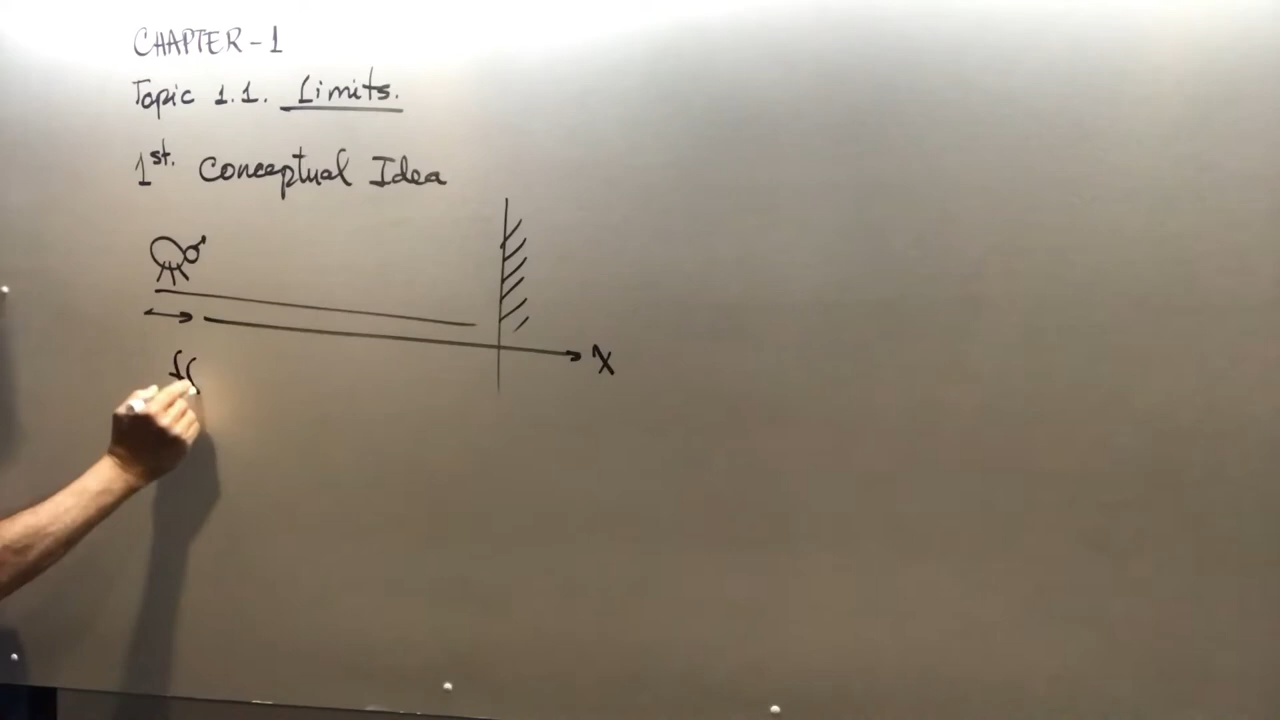 CHAPTER - 1
Topic 1.1. Limits.
1st. Conceptual Idea
X